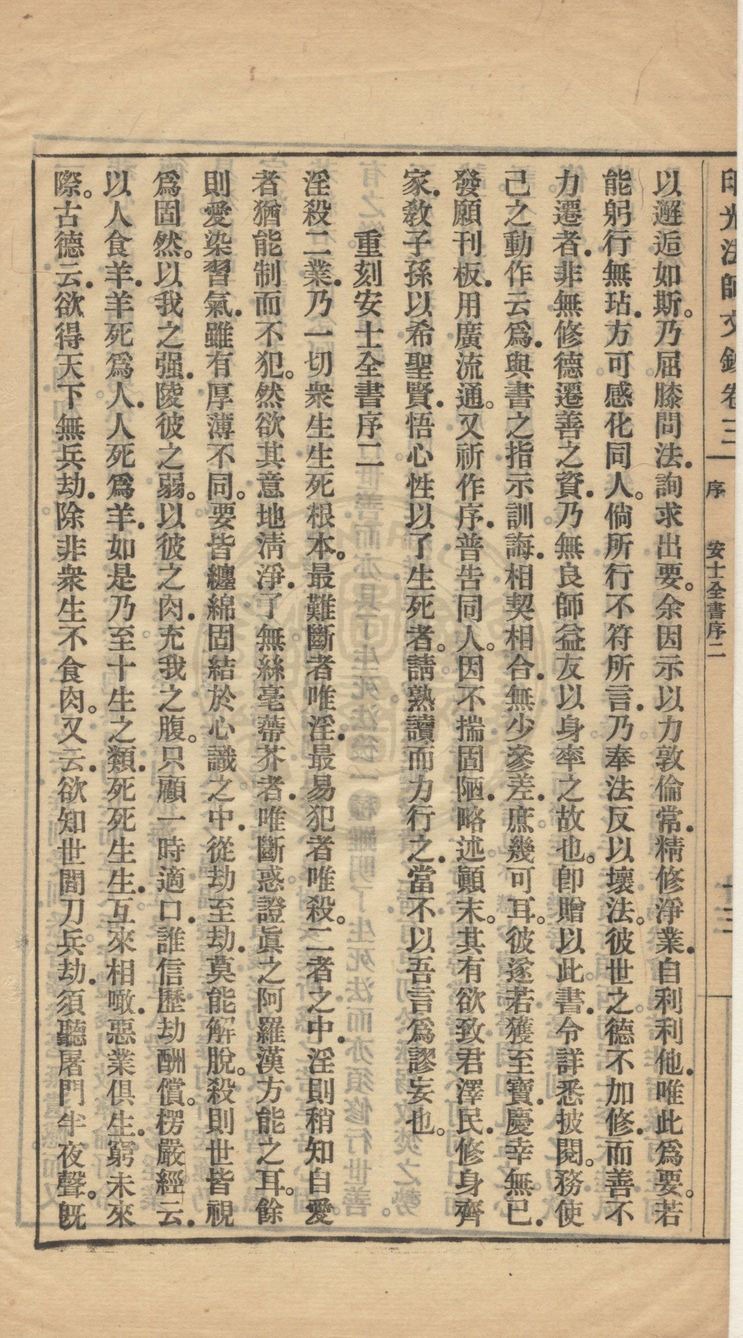 印光法師文鈔卷三 序 安士全書序二
以邂逅如斯。乃屈膝問法。詢求出要。余因示以力敦倫常。精修淨業。自利利他。唯此爲要。若
能躬行無玷。方可感化同人。倘所行不符所言。乃奉法反以壞法。彼世之德不加修。而善不
力遷者。非無修德遷善之資。乃無良師益友以身率之故也。卽贈以此書。令詳悉披閱。務使
己之動作云爲。與書之指示訓誨。相契相合。無少參差。庶幾可耳。彼遂若獲至寶。慶幸無已。
發願刊板。用廣流通。又祈作序。普告同人。因不揣固陋。略述顚末。其有欲致君澤民。修身齊
家。敎子孫以希聖賢。悟心性以了生死者。請熟讀而力行之。當不以吾言爲謬妄也。
重刻安士全書序二
淫殺二業。乃一切衆生生死根本。最難斷者唯淫。最易犯者唯殺。二者之中。淫則稍知自愛
者。猶能制而不犯。然欲其意地淸淨。了無絲毫蔕芥者。唯斷惑證眞之阿羅漢方能之耳。餘
則愛染習氣。雖有厚薄不同。要皆纏綿固結於心識之中。從劫至劫。莫能解脫。殺則世皆視
爲固然。以我之强。陵彼之弱。以彼之肉。充我之腹。只顧一時適口。誰信歷劫酬償。楞嚴經云。
以人食羊。羊死爲人。人死爲羊。如是乃至十生之類。死死生生。互來相噉。惡業俱生。窮未來
際。古德云。欲得天下無兵劫。除非衆生不食肉。又云。欲知世間刀兵劫。須聽屠門半夜聲。旣